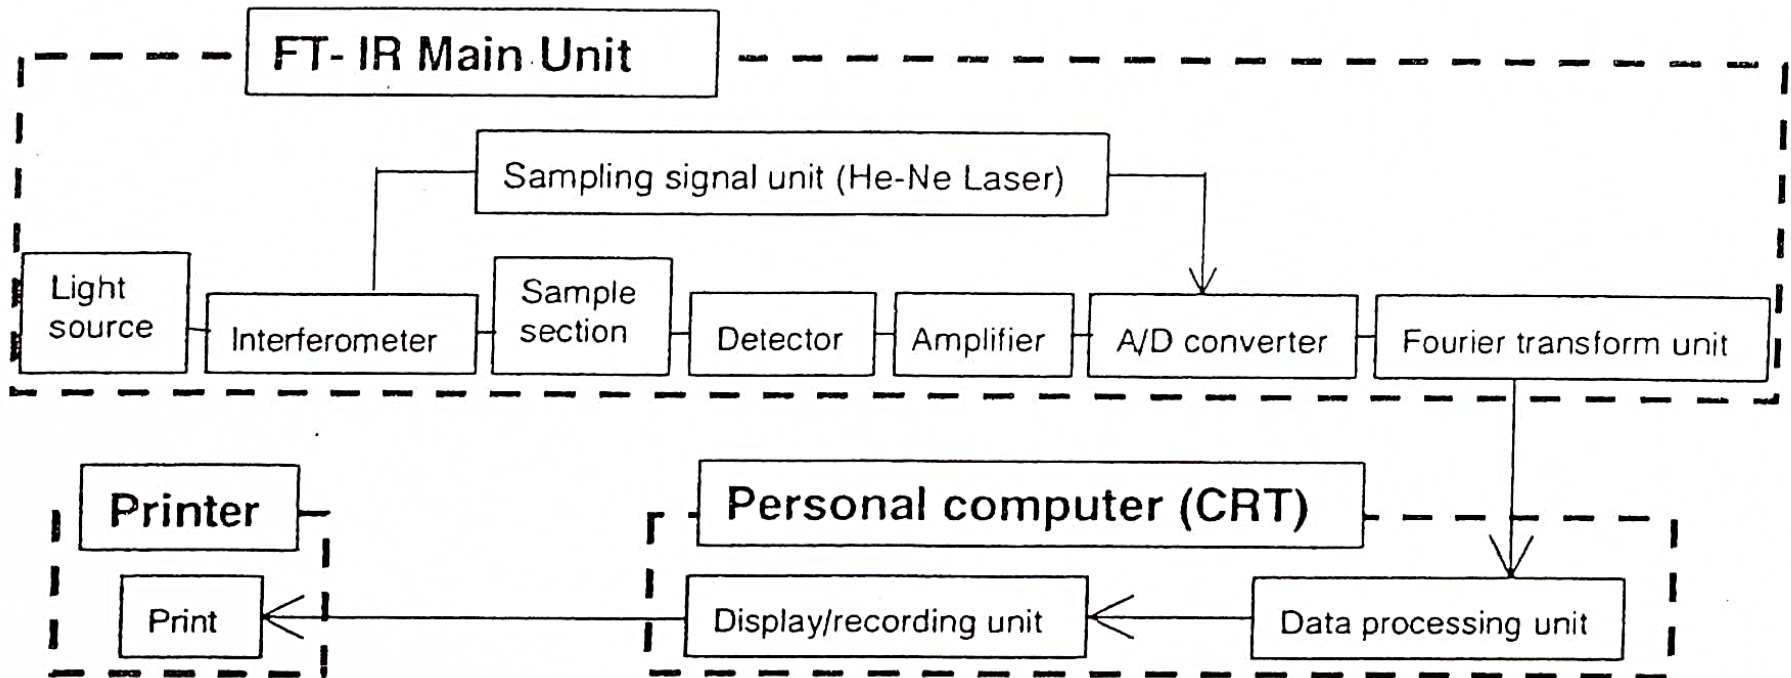 FT- IR Main Unit
Sampling signal unit (He-Ne Laser)
Light
source
Interferometer
Sample
section
Detector
Amplifier
A/D converter
Fourier transform unit
Printer
Personal computer (CRT)
Print
Display/recording unit
Data processing unit